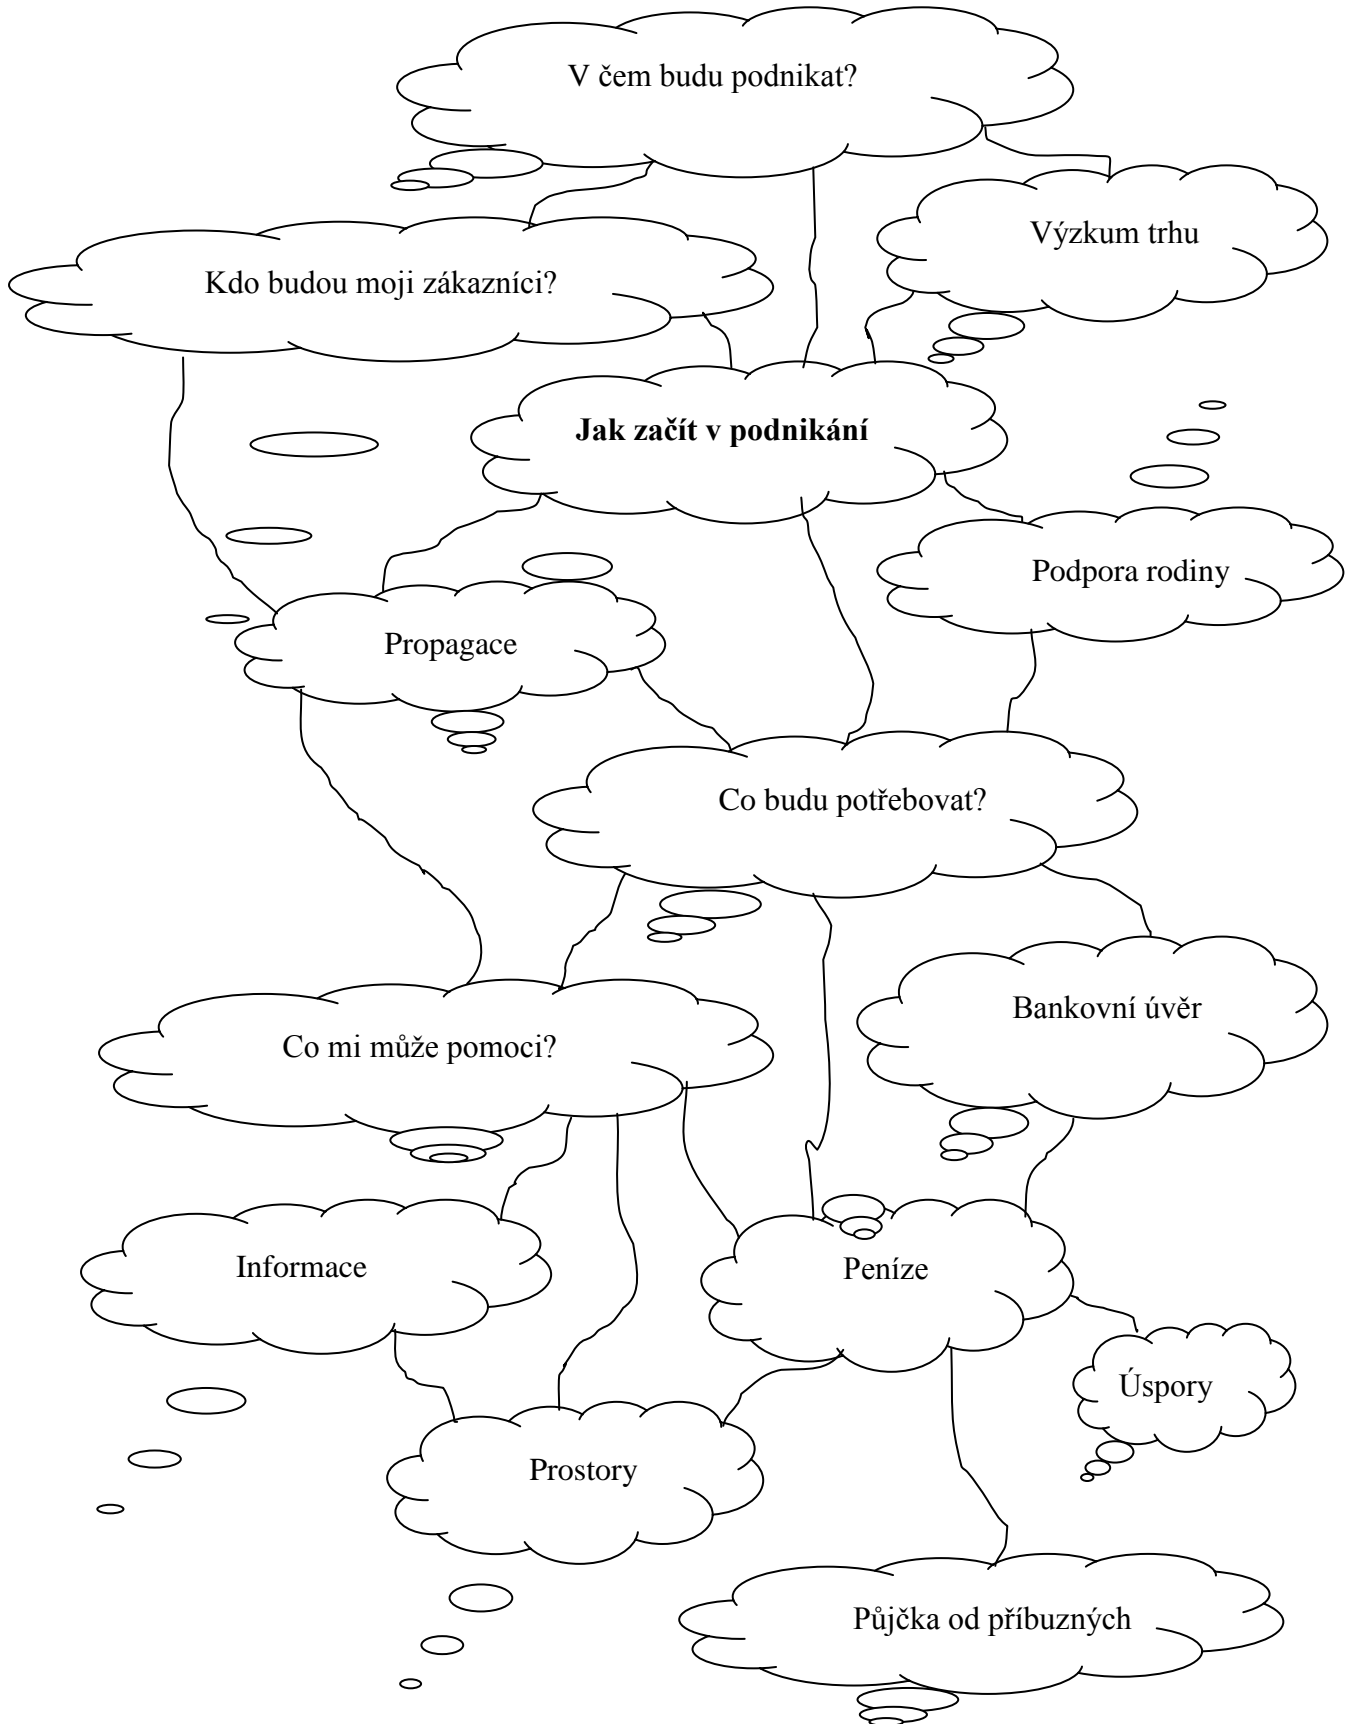 V čem budu podnikat?
Výzkum trhu
Kdo budou moji zákazníci?
Jak začít v podnikání
Podpora rodiny
Propagace
Co budu potřebovat?
Bankovní úvěr
Co mi může pomoci?
Informace
Peníze
Úspory
Prostory
Půjčka od příbuzných